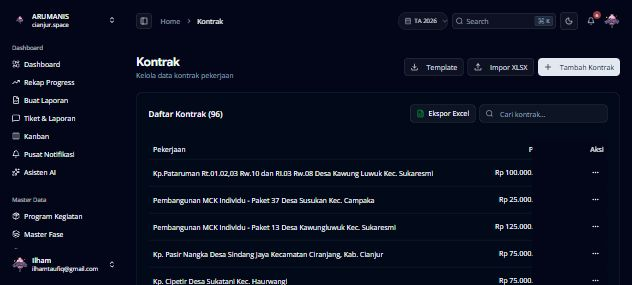 ARUMANIS
cianjur.space
Home > Kontrak
TA 2026
Search
⌘ K
6
Dashboard
Dashboard
Rekap Progress
Buat Laporan
Tiket & Laporan
Kanban
Pusat Notifikasi
Asisten AI
Master Data
Program Kegiatan
Master Fase
Ilham
ilhamtaufiq@gmail.com
Kontrak
Kelola data kontrak pekerjaan
Template
Impor XLSX
+ Tambah Kontrak
Daftar Kontrak (96)
Ekspor Excel
Cari kontrak...
Pekerjaan P Aksi
Kp.Pataruman Rt.01.02,03 Rw.10 dan Rl.03 Rw.08 Desa Kawung Luwuk Kec. Sukaresmi Rp 100.000. ...
Pembangunan MCK Individu - Paket 37 Desa Susukan Kec. Campaka Rp 25.000. ...
Pembangunan MCK Individu - Paket 13 Desa Kawungluwuk Kec. Sukaresmi Rp 125.000. ...
Kp. Pasir Nangka Desa Sindang Jaya Kecamatan Ciranjang, Kab. Cianjur Rp 75.000. ...
Kp. Cipetir Desa Sukatani Kec. Haurwangi Rp 75.000. ...